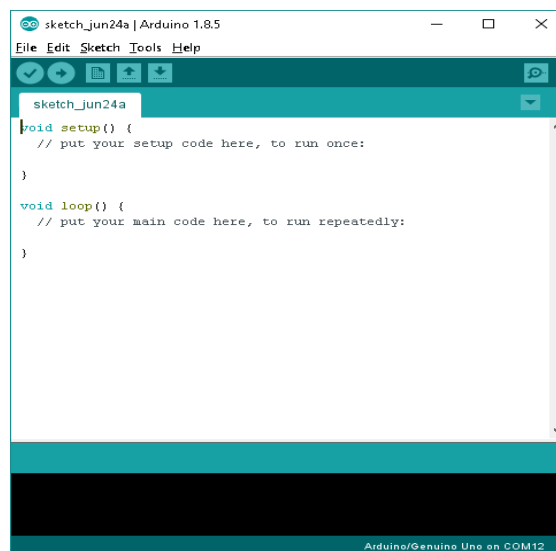 sketch_jun24a | Arduino 1.8.5
File Edit Sketch Tools Help
sketch_jun24a
void setup() {
  // put your setup code here, to run once:
}
void loop() {
  // put your main code here, to run repeatedly:
}
Arduino/Genuino Uno on COM12